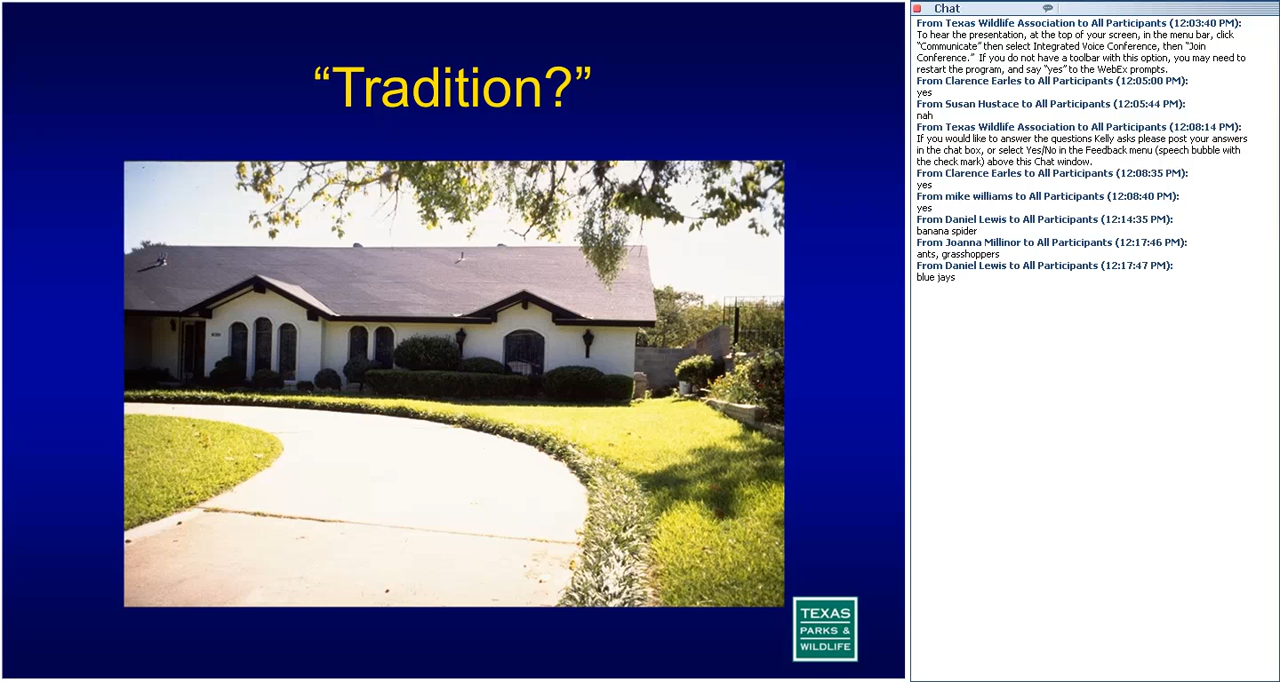 “Tradition?”
TEXAS
PARKS &
WILDLIFE
Chat
From Texas Wildlife Association to All Participants (12:03:40 PM):
To hear the presentation, at the top of your screen, in the menu bar, click
“Communicate” then select Integrated Voice Conference, then “Join
Conference.”  If you do not have a toolbar with this option, you may need to
restart the program, and say “yes” to the WebEx prompts.
From Clarence Earles to All Participants (12:05:00 PM):
yes
From Susan Hustace to All Participants (12:05:44 PM):
nah
From Texas Wildlife Association to All Participants (12:08:14 PM):
If you would like to answer the questions Kelly asks please post your answers
in the chat box, or select Yes/No in the Feedback menu (speech bubble with
the check mark) above this Chat window.
From Clarence Earles to All Participants (12:08:35 PM):
yes
From mike williams to All Participants (12:08:40 PM):
yes
From Daniel Lewis to All Participants (12:14:35 PM):
banana spider
From Joanna Millinor to All Participants (12:17:46 PM):
ants, grasshoppers
From Daniel Lewis to All Participants (12:17:47 PM):
blue jays